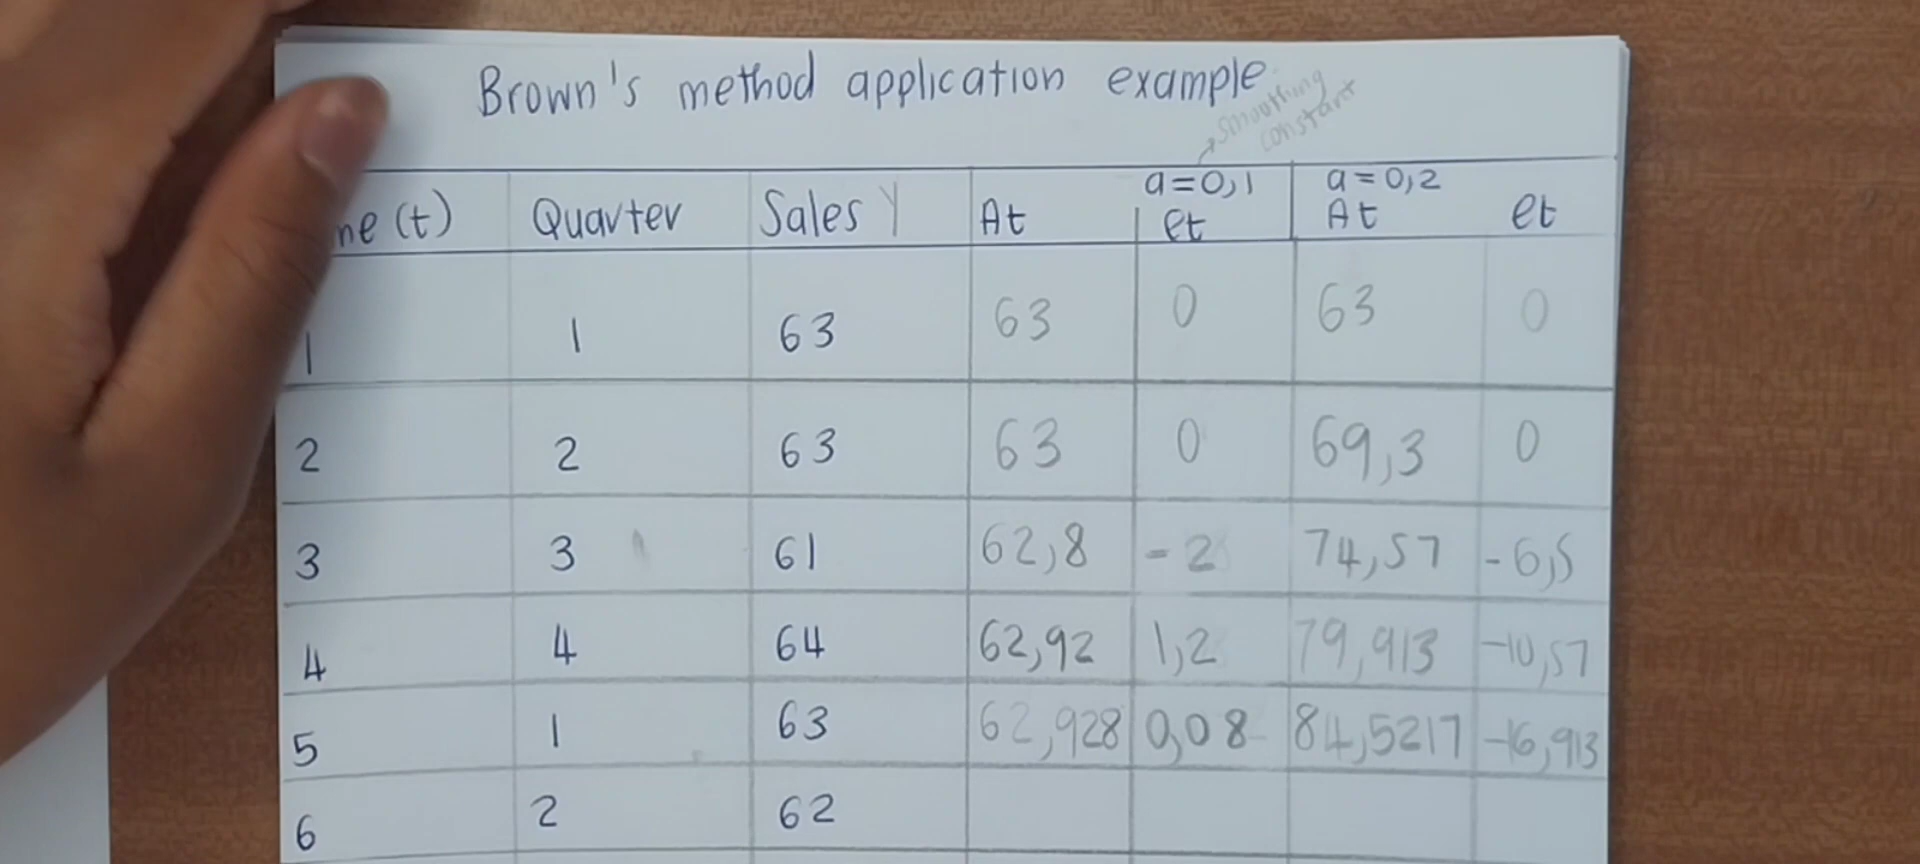 Brown's method application example
smoothing
constant
a=0,1 a=0,2
ne (t) Quarter Sales Y At et At et
1 1 63 63 0 63 0
2 2 63 63 0 69,3 0
3 3 61 62,8 -2 74,57 -6,5
4 4 64 62,92 1,2 79,913 -10,57
5 1 63 62,928 0,08 84,5217 -16,913
6 2 62